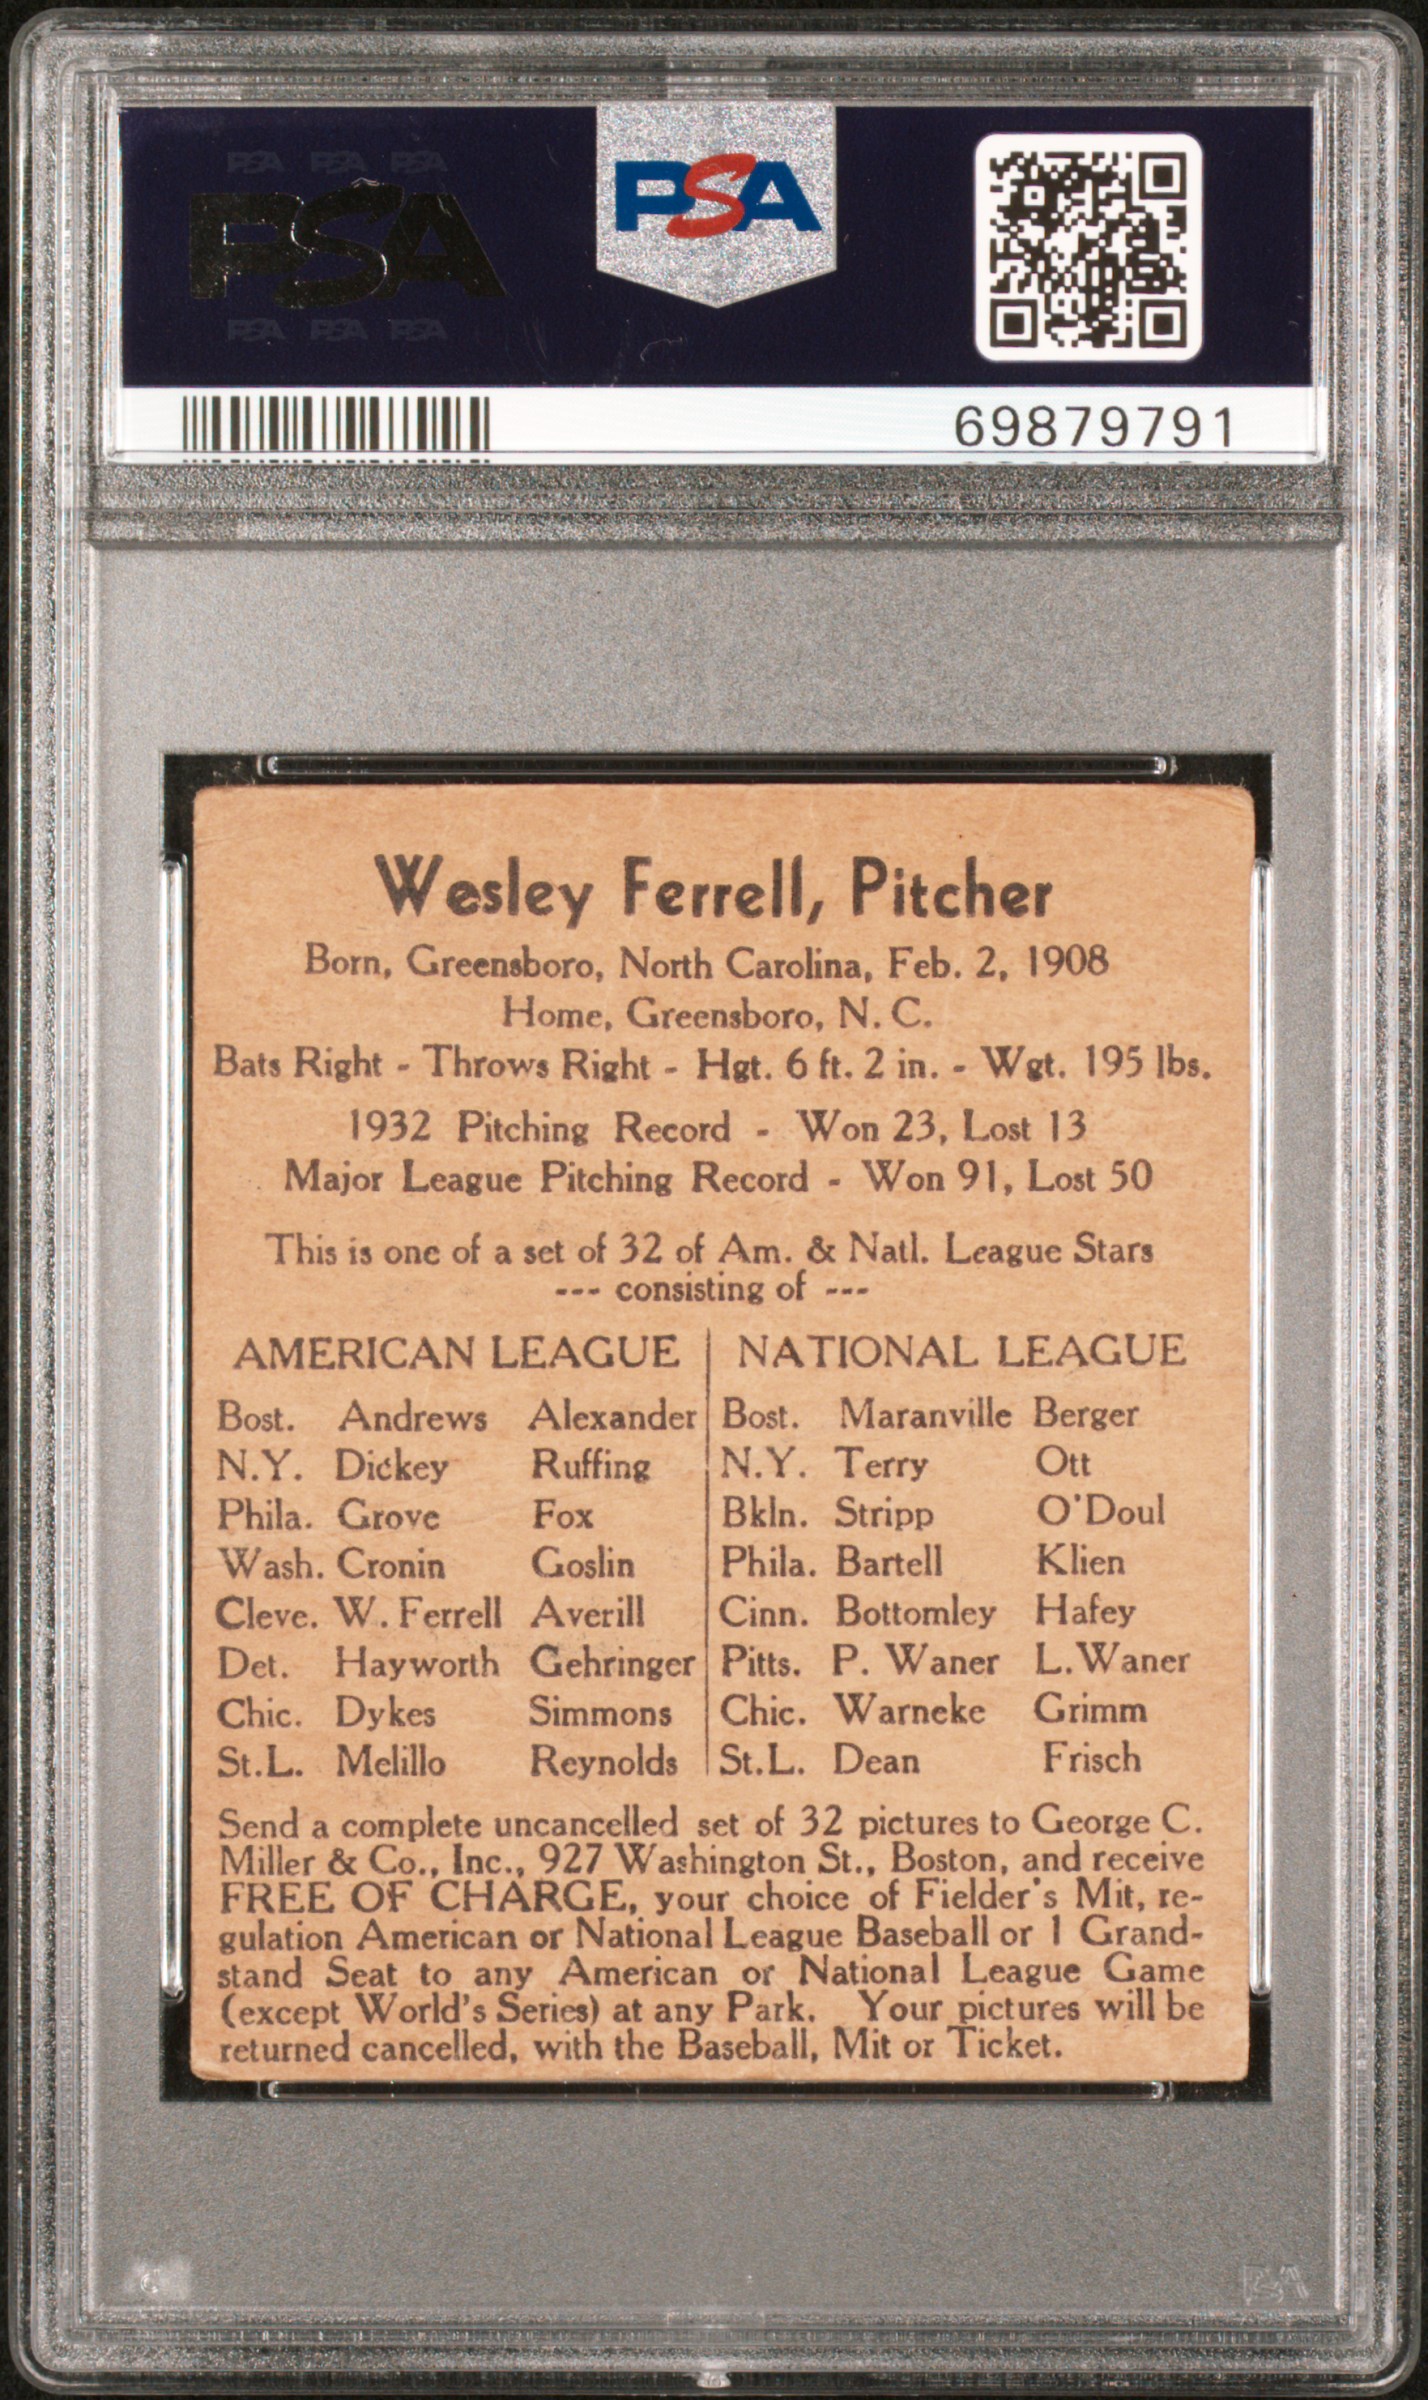 PSA PSA PSA
PSA
PSA PSA PSA
PSA
69879791
Wesley Ferrell, Pitcher
Born, Greensboro, North Carolina, Feb. 2, 1908
Home, Greensboro, N. C.
Bats Right - Throws Right - Hgt. 6 ft. 2 in. - Wgt. 195 lbs.
1932 Pitching Record - Won 23, Lost 13
Major League Pitching Record - Won 91, Lost 50
This is one of a set of 32 of Am. & Natl. League Stars
--- consisting of ---
AMERICAN LEAGUE NATIONAL LEAGUE
Bost. Andrews Alexander Bost. Maranville Berger
N.Y. Dickey Ruffing N.Y. Terry Ott
Phila. Grove Fox Bkln. Stripp O'Doul
Wash. Cronin Goslin Phila. Bartell Klien
Cleve. W. Ferrell Averill Cinn. Bottomley Hafey
Det. Hayworth Gehringer Pitts. P. Waner L. Waner
Chic. Dykes Simmons Chic. Warneke Grimm
St.L. Melillo Reynolds St.L. Dean Frisch
Send a complete uncancelled set of 32 pictures to George C.
Miller & Co., Inc., 927 Washington St., Boston, and receive
FREE OF CHARGE, your choice of Fielder's Mit, re-
gulation American or National League Baseball or 1 Grand-
stand Seat to any American or National League Game
(except World's Series) at any Park. Your pictures will be
returned cancelled, with the Baseball, Mit or Ticket.
PSA